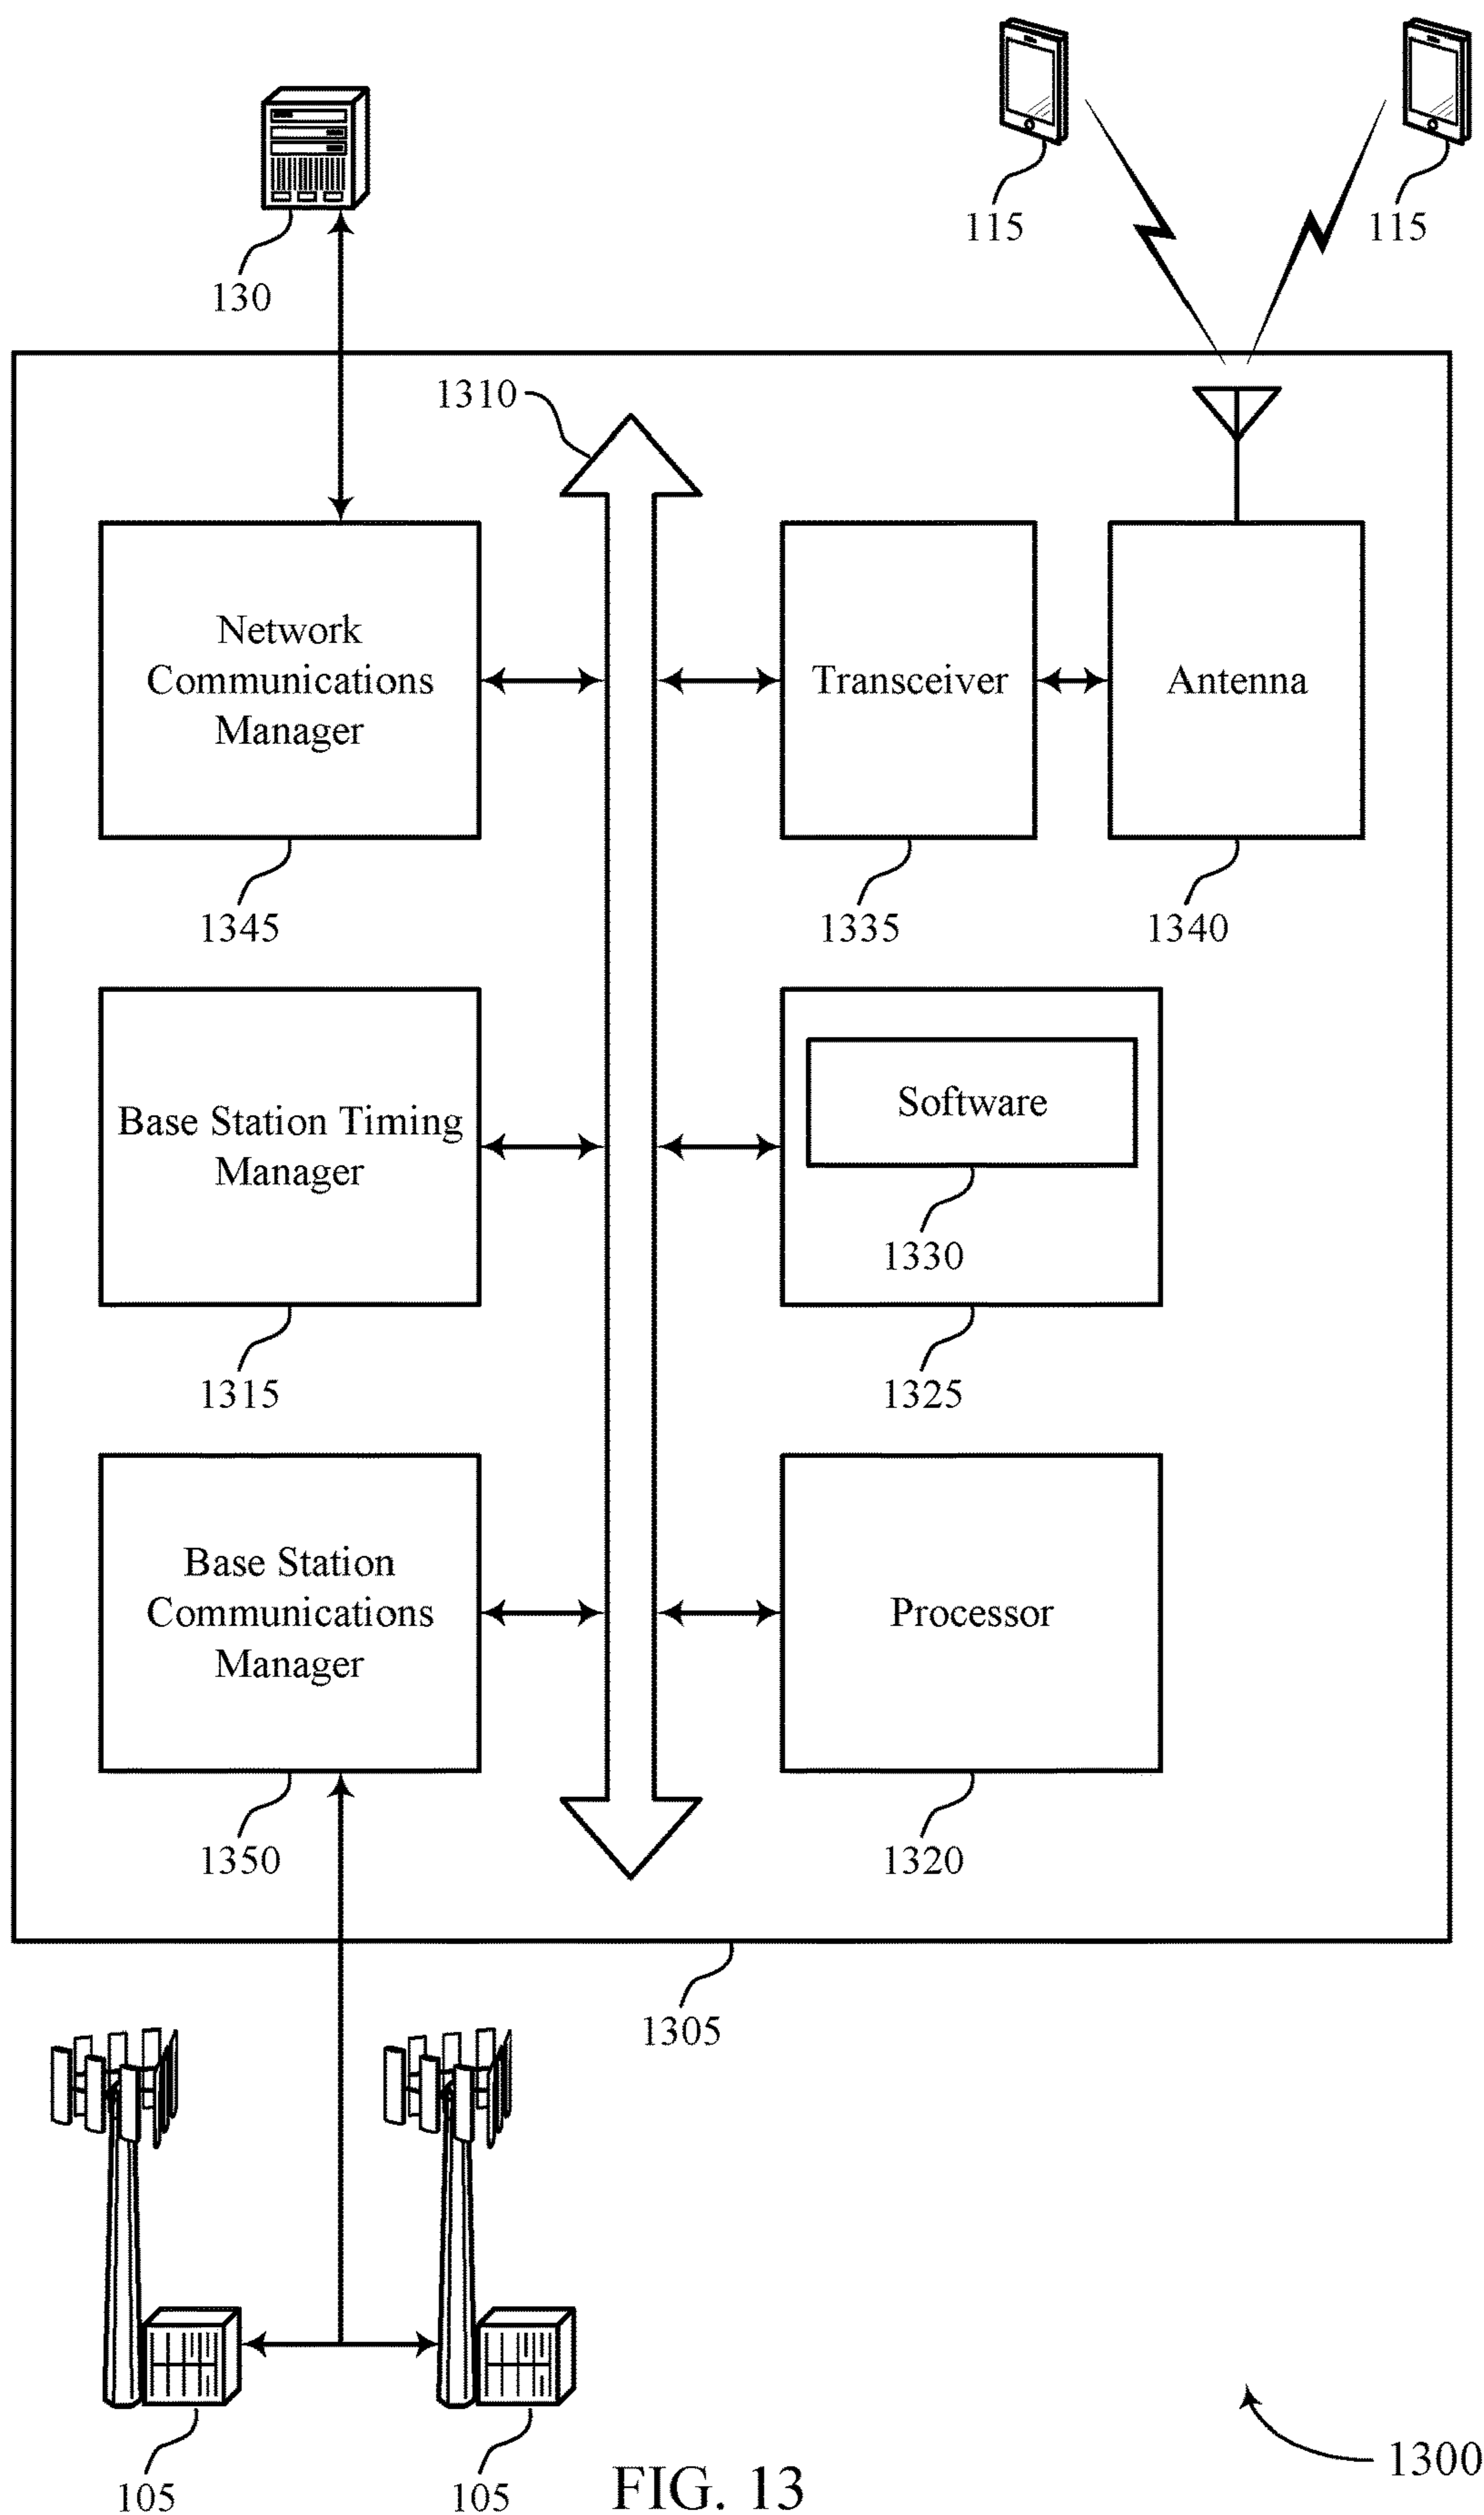 115
115
130
1310
Network
Communications
Manager
Transceiver
Antenna
1345
1335
1340
Base Station Timing
Manager
Software
1330
1315
1325
Base Station
Communications
Manager
Processor
1350
1320
1305
105
105
FIG. 13
1300